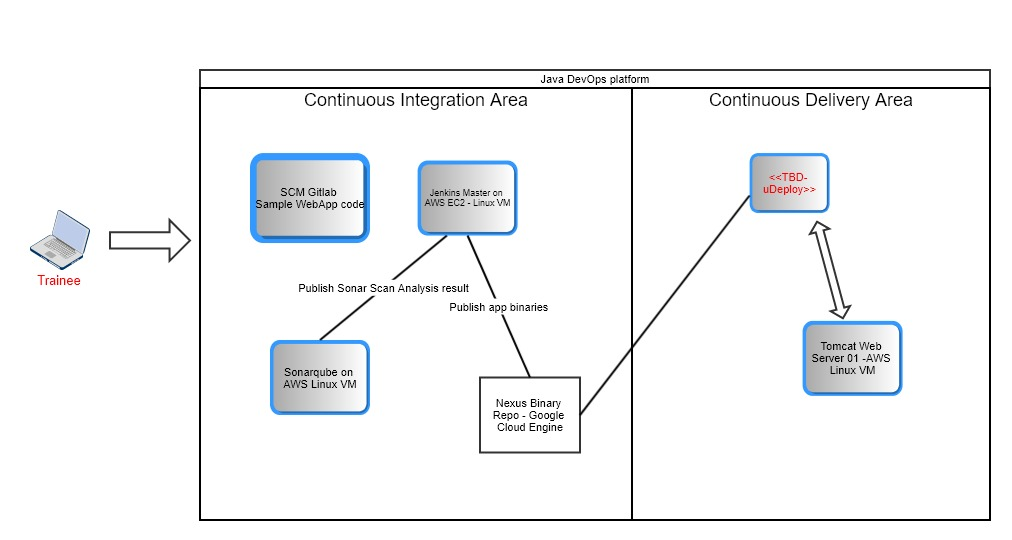 Java DevOps platform
Continuous Integration Area
Continuous Delivery Area
SCM Gitlab
Sample WebApp code
Jenkins Master on
AWS EC2 - Linux VM
<<TBD-
uDeploy>>
Trainee
Publish Sonar Scan Analysis result
Publish app binaries
Sonarqube on
AWS Linux VM
Tomcat Web
Server 01 -AWS
Linux VM
Nexus Binary
Repo - Google
Cloud Engine